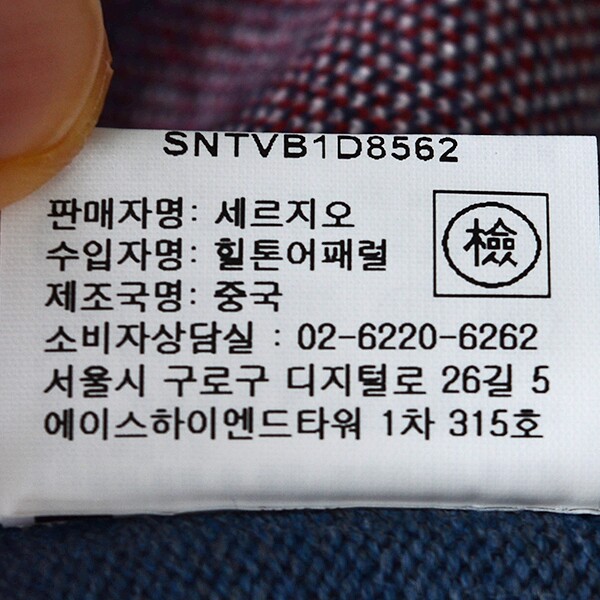 SNTVB1D8562
판매자명: 세르지오
수입자명: 힐튼어패럴
檢
제조국명: 중국
소비자상담실 : 02-6220-6262
서울시 구로구 디지털로 26길 5
에이스하이엔드타워 1차 315호